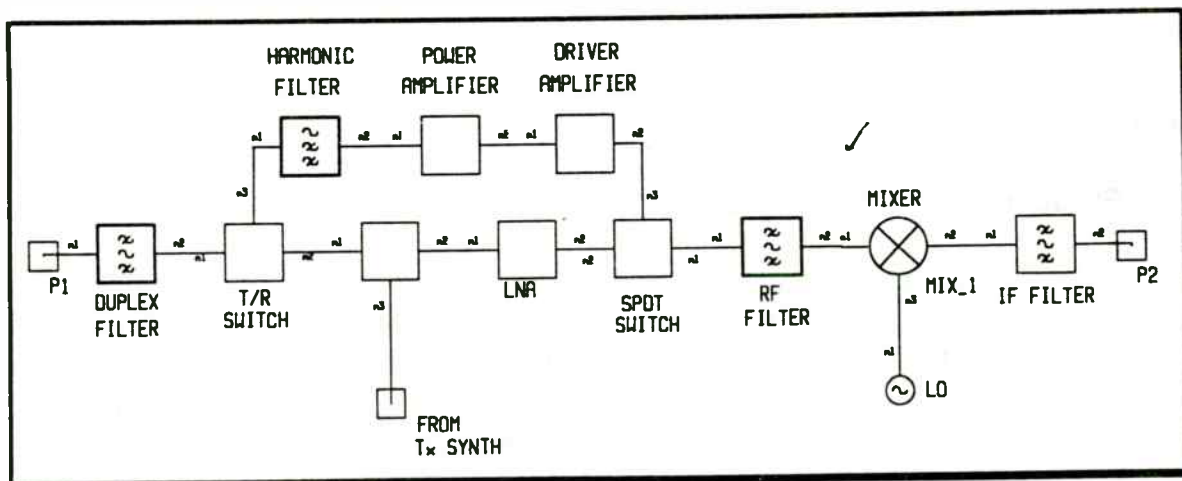 HARMONIC
FILTER
POWER
AMPLIFIER
DRIVER
AMPLIFIER
MIXER
P1
DUPLEX
FILTER
T/R
SWITCH
LNA
SPDT
SWITCH
RF
FILTER
MIX_1
IF FILTER
P2
LO
FROM
Tx SYNTH